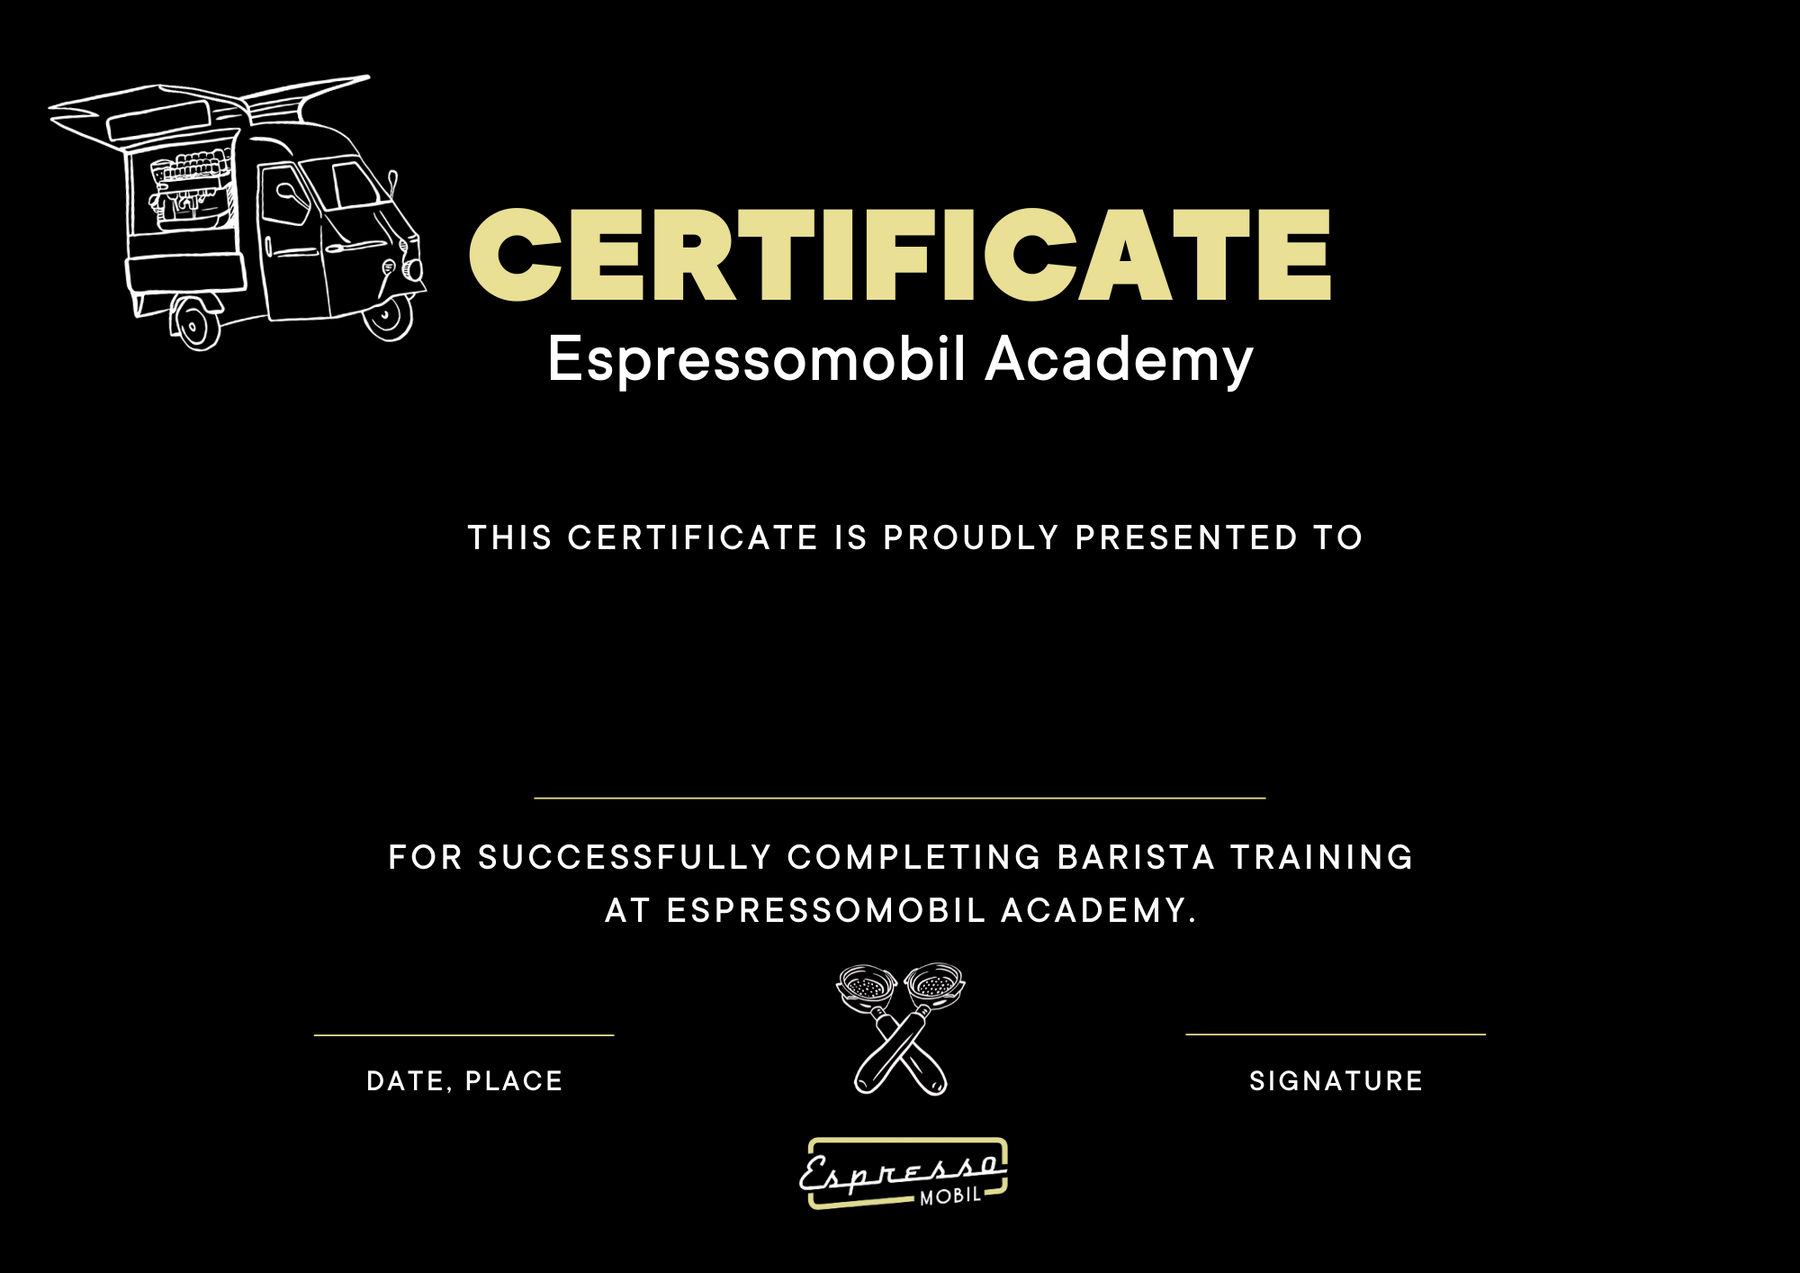 CERTIFICATE
Espressomobil Academy
THIS CERTIFICATE IS PROUDLY PRESENTED TO
FOR SUCCESSFULLY COMPLETING BARISTA TRAINING
AT ESPRESSOMOBIL ACADEMY.
DATE, PLACE
SIGNATURE
Espresso
MOBIL